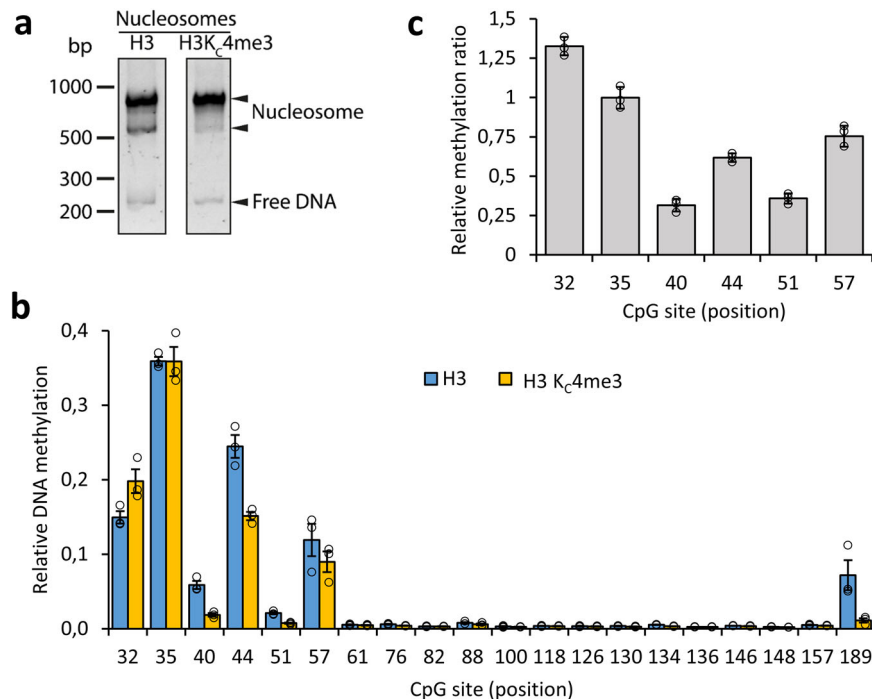 a
Nucleosomes
bp H3 H3KC4me3
1000
500
300
200
Nucleosome
Free DNA
c
Relative methylation ratio
1,5
1,25
1
0,75
0,5
0,25
0
32 35 40 44 51 57
CpG site (position)
b
Relative DNA methylation
0,4
0,3
0,2
0,1
0,0
H3 H3 KC4me3
32 35 40 44 51 57 61 76 82 88 100 118 126 130 134 136 146 148 157 189
CpG site (position)